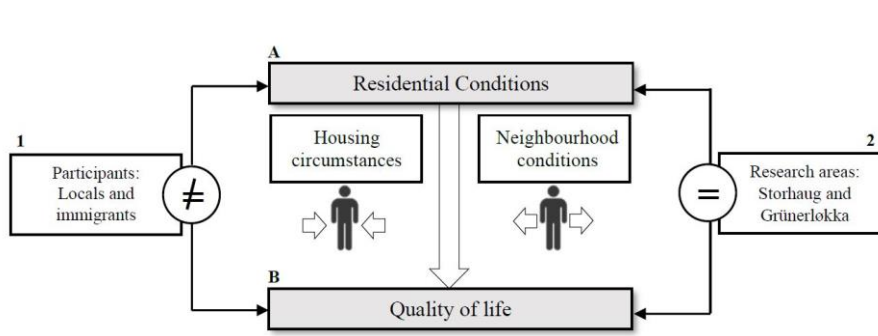 A
Residential Conditions
1
Participants:
Locals and
immigrants
≠
Housing
circumstances
Neighbourhood
conditions
2
=
Research areas:
Storhaug and
Grünerløkka
B
Quality of life